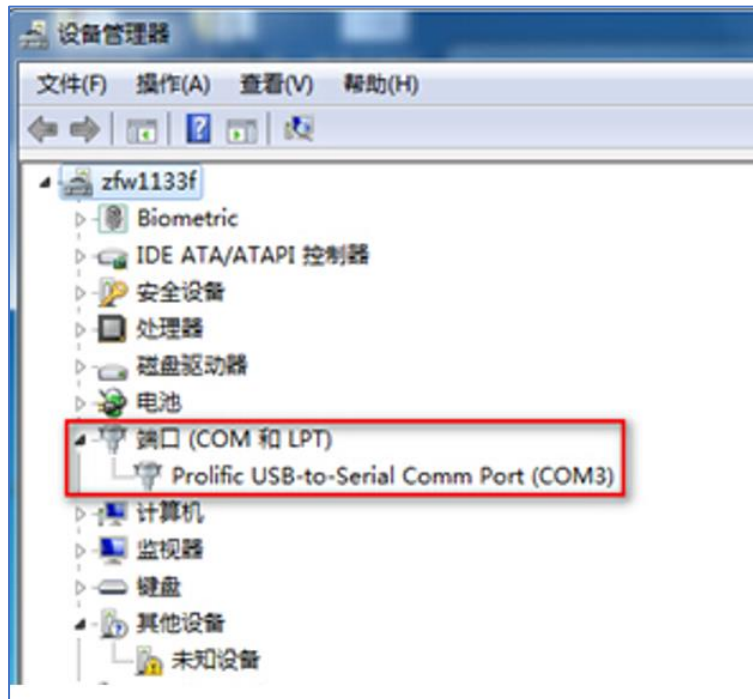 设备管理器
文件(F) 操作(A) 查看(V) 帮助(H)
zfw1133f
Biometric
IDE ATA/ATAPI 控制器
安全设备
处理器
磁盘驱动器
电池
端口 (COM 和 LPT)
Prolific USB-to-Serial Comm Port (COM3)
计算机
监视器
键盘
其他设备
未知设备